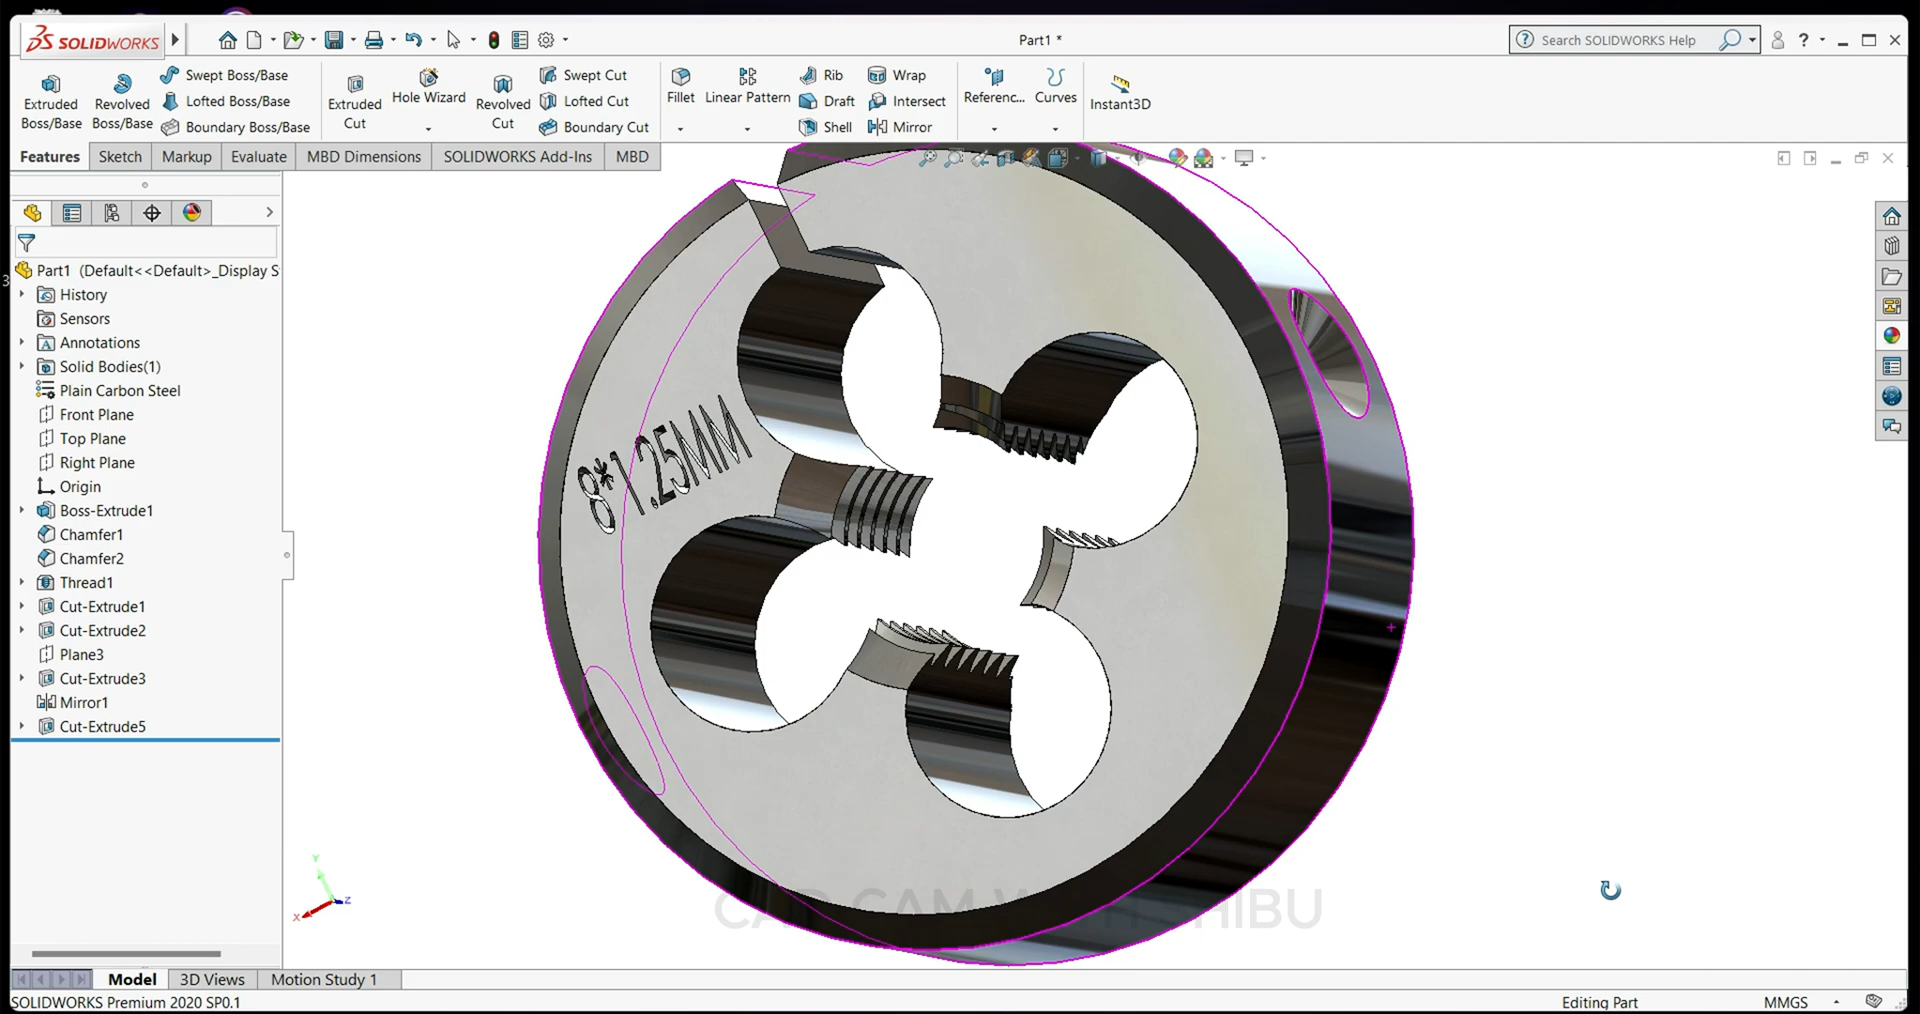 SOLIDWORKS
Part1 *
Search SOLIDWORKS Help
Extruded Boss/Base
Revolved Boss/Base
Swept Boss/Base
Lofted Boss/Base
Boundary Boss/Base
Extruded Cut
Hole Wizard
Revolved Cut
Swept Cut
Lofted Cut
Boundary Cut
Fillet
Linear Pattern
Rib
Draft
Shell
Wrap
Intersect
Mirror
Referenc...
Curves
Instant3D
Features
Sketch
Markup
Evaluate
MBD Dimensions
SOLIDWORKS Add-Ins
MBD
Part1 (Default<<Default>_Display S
History
Sensors
Annotations
Solid Bodies(1)
Plain Carbon Steel
Front Plane
Top Plane
Right Plane
Origin
Boss-Extrude1
Chamfer1
Chamfer2
Thread1
Cut-Extrude1
Cut-Extrude2
Plane3
Cut-Extrude3
Mirror1
Cut-Extrude5
8*1.25MM
Y
X
Z
Model
3D Views
Motion Study 1
SOLIDWORKS Premium 2020 SP0.1
Editing Part
MMGS